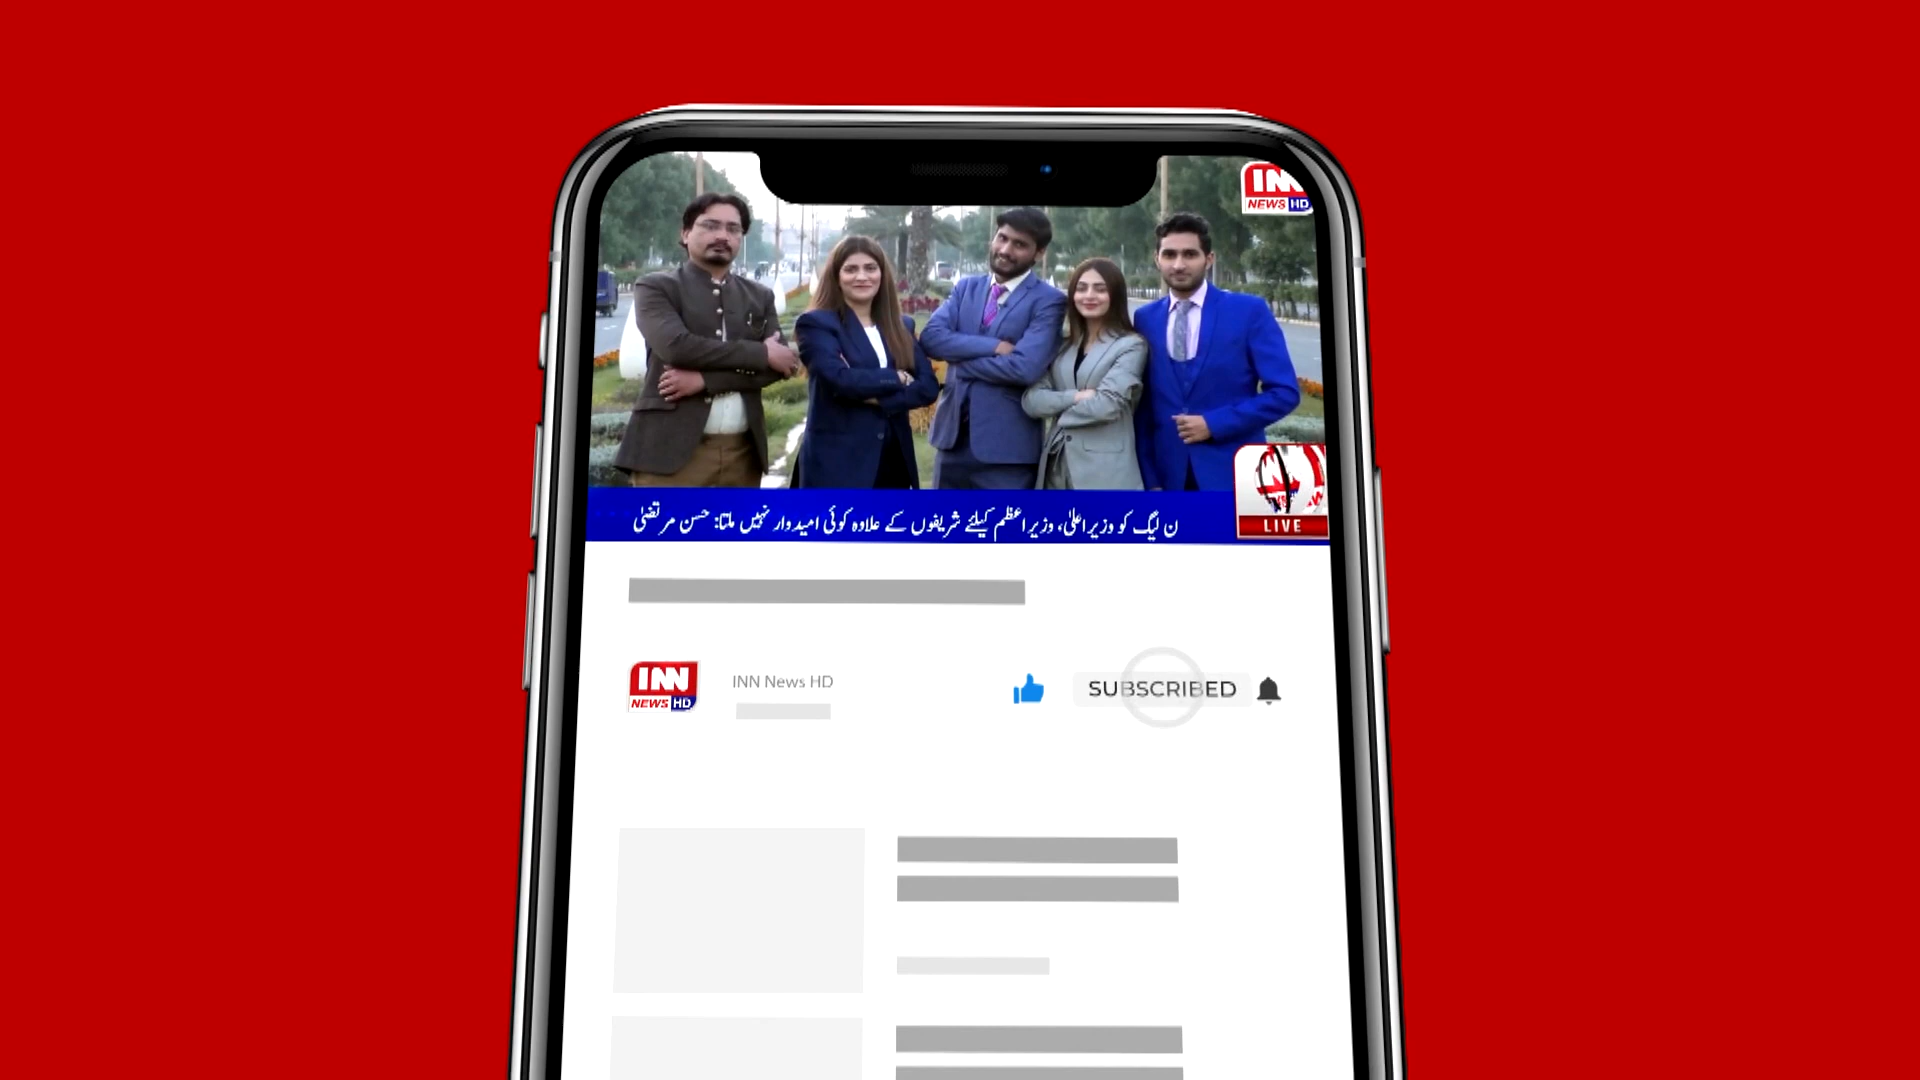 INN
NEWS HD
ن لیگ کو وزیراعلیٰ، وزیراعظم کیلئے شریفوں کے علاوہ کوئی امیدوار نہیں ملتا: حسن مرتضیٰ
LIVE
INN
NEWS HD
INN News HD
SUBSCRIBED